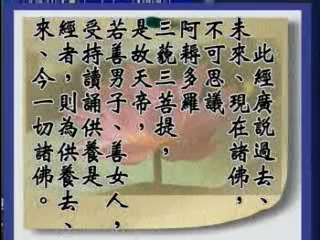 此經廣說過去、
未來、現在諸佛，
不可思議
阿耨多羅
三藐三菩提，
是故天帝，
若善男子、善女人，
受持讀誦供養是
經者，則為供養去、
來、今一切諸佛。